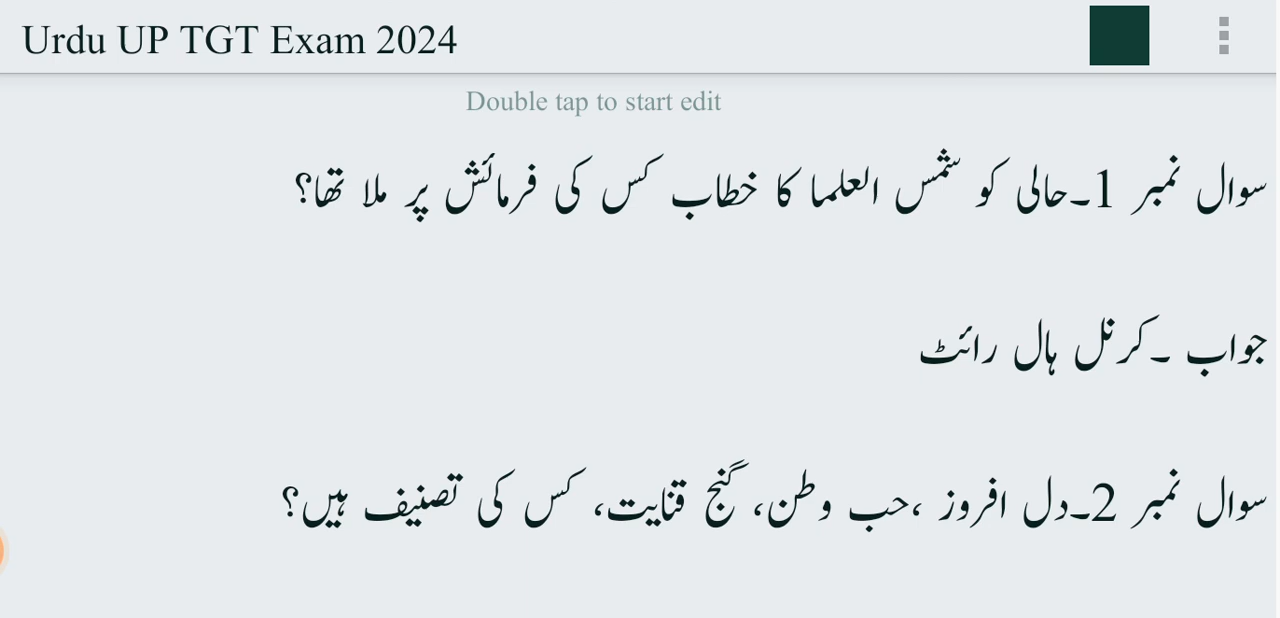 Urdu UP TGT Exam 2024
Double tap to start edit
سوال نمبر 1۔حالی کو شمس العلما کا خطاب کس کی فرمائش پر ملا تھا؟
جواب ۔کرنل ہال رائٹ
سوال نمبر 2۔دل افروز ،حب وطن، گنج قنایت، کس کی تصنیف ہیں؟